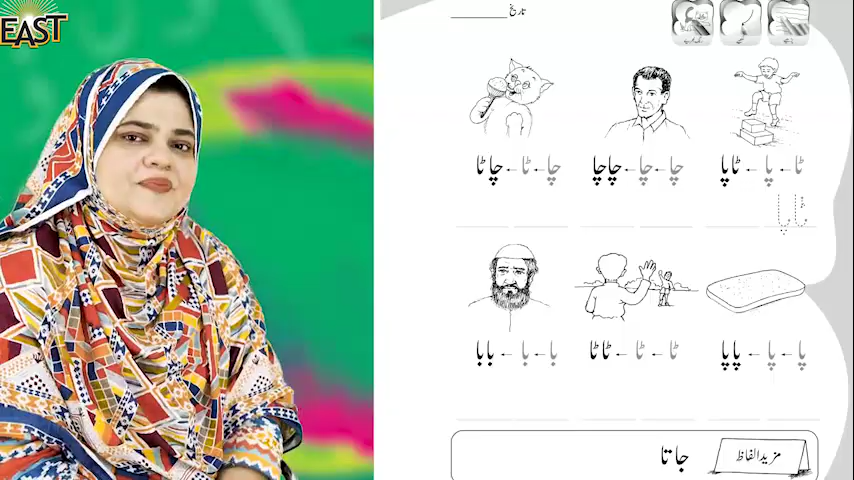 EAST
تاریخ
ٹا - پا - ٹاپا
چا - چا - چاچا
چا - ٹا - چاٹا
ٹاپا
پا - پا - پاپا
ٹا - ٹا - ٹاٹا
با - با - بابا
مزید الفاظ
جاتا